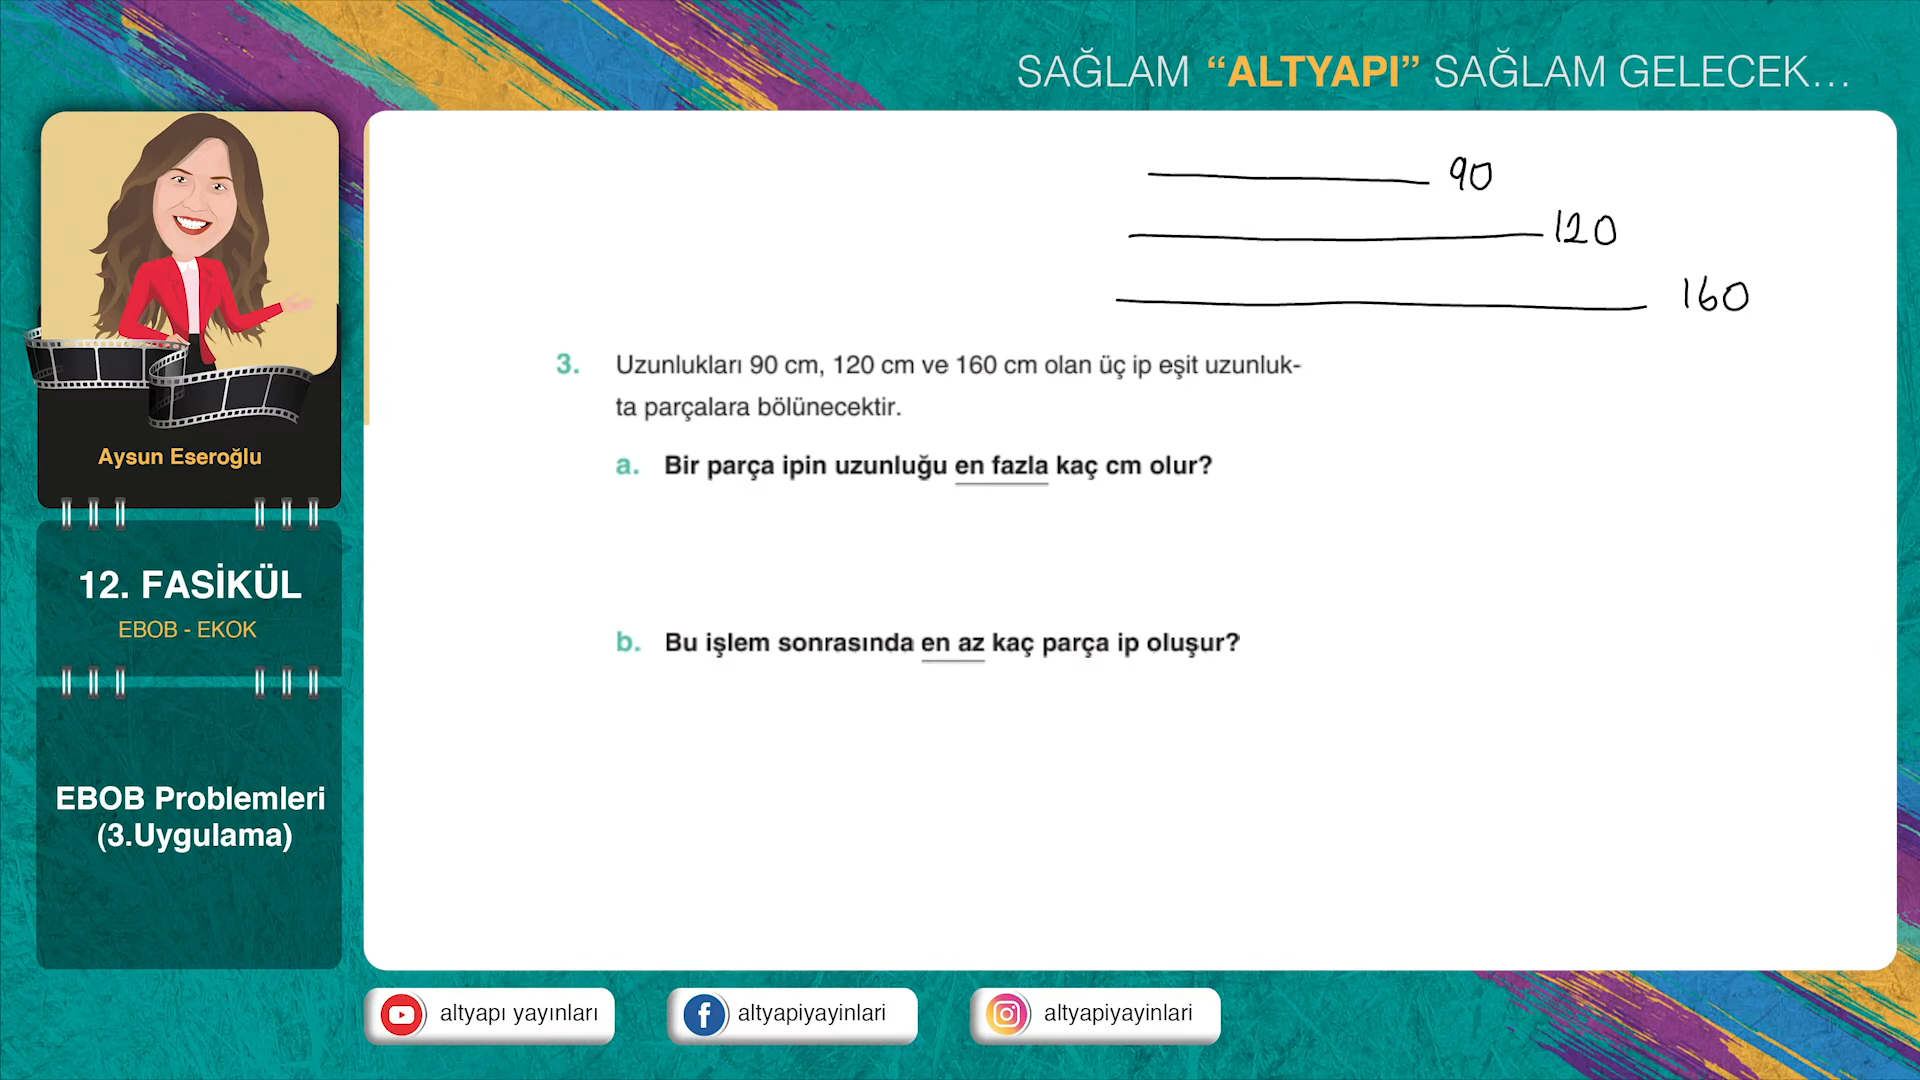 SAĞLAM “ALTYAPI” SAĞLAM GELECEK...
90
120
160
3. Uzunlukları 90 cm, 120 cm ve 160 cm olan üç ip eşit uzunluk-
ta parçalara bölünecektir.
a. Bir parça ipin uzunluğu en fazla kaç cm olur?
b. Bu işlem sonrasında en az kaç parça ip oluşur?
Aysun Eseroğlu
12. FASİKÜL
EBOB - EKOK
EBOB Problemleri
(3.Uygulama)
altyapı yayınları
altyapiyayinlari
altyapiyayinlari